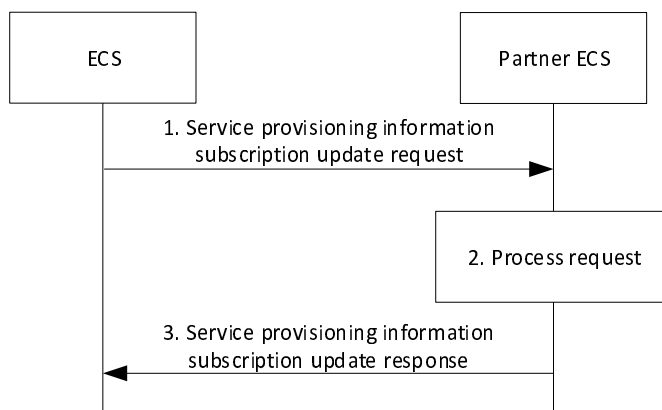 ECS
Partner ECS
1. Service provisioning information
subscription update request
2. Process request
3. Service provisioning information
subscription update response